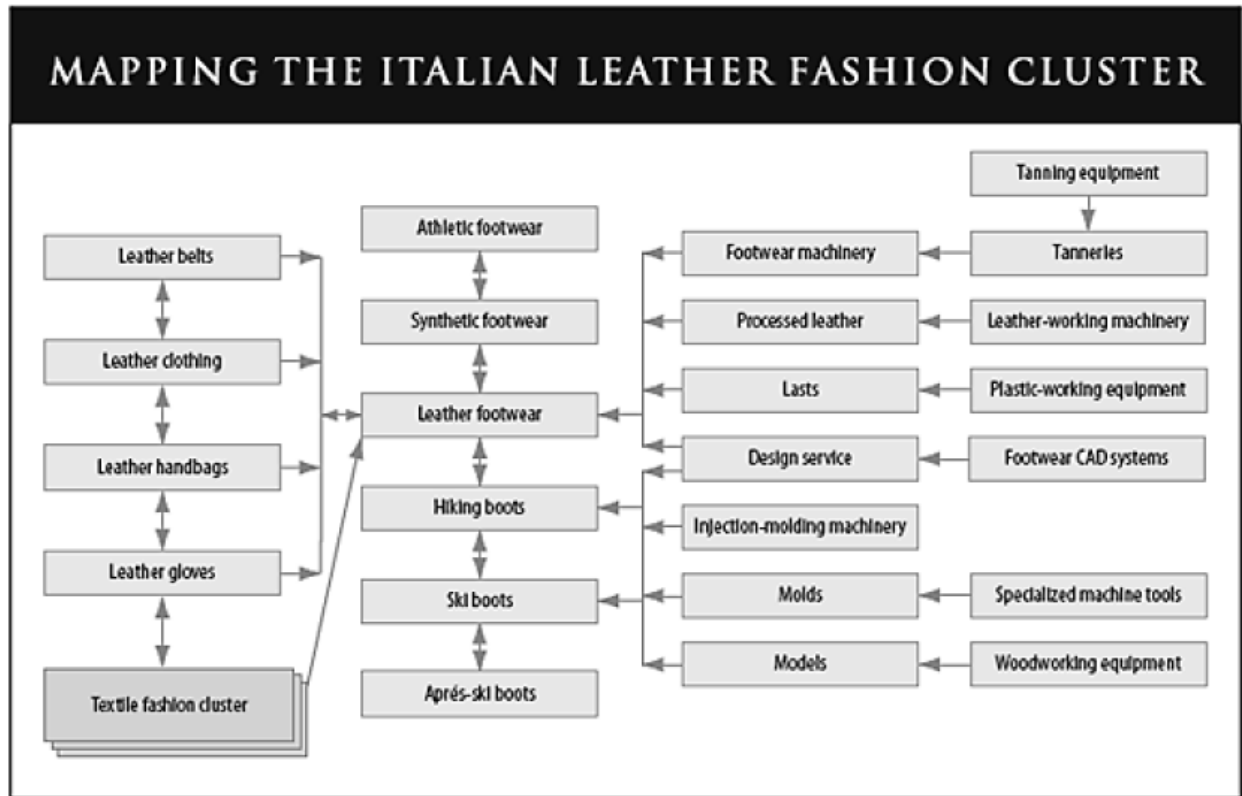 MAPPING THE ITALIAN LEATHER FASHION CLUSTER
Leather belts
Leather clothing
Leather handbags
Leather gloves
Textile fashion cluster
Athletic footwear
Synthetic footwear
Leather footwear
Hiking boots
Ski boots
Aprés-ski boots
Footwear machinery
Processed leather
Lasts
Design service
Injection-molding machinery
Molds
Models
Tanning equipment
Tanneries
Leather-working machinery
Plastic-working equipment
Footwear CAD systems
Specialized machine tools
Woodworking equipment